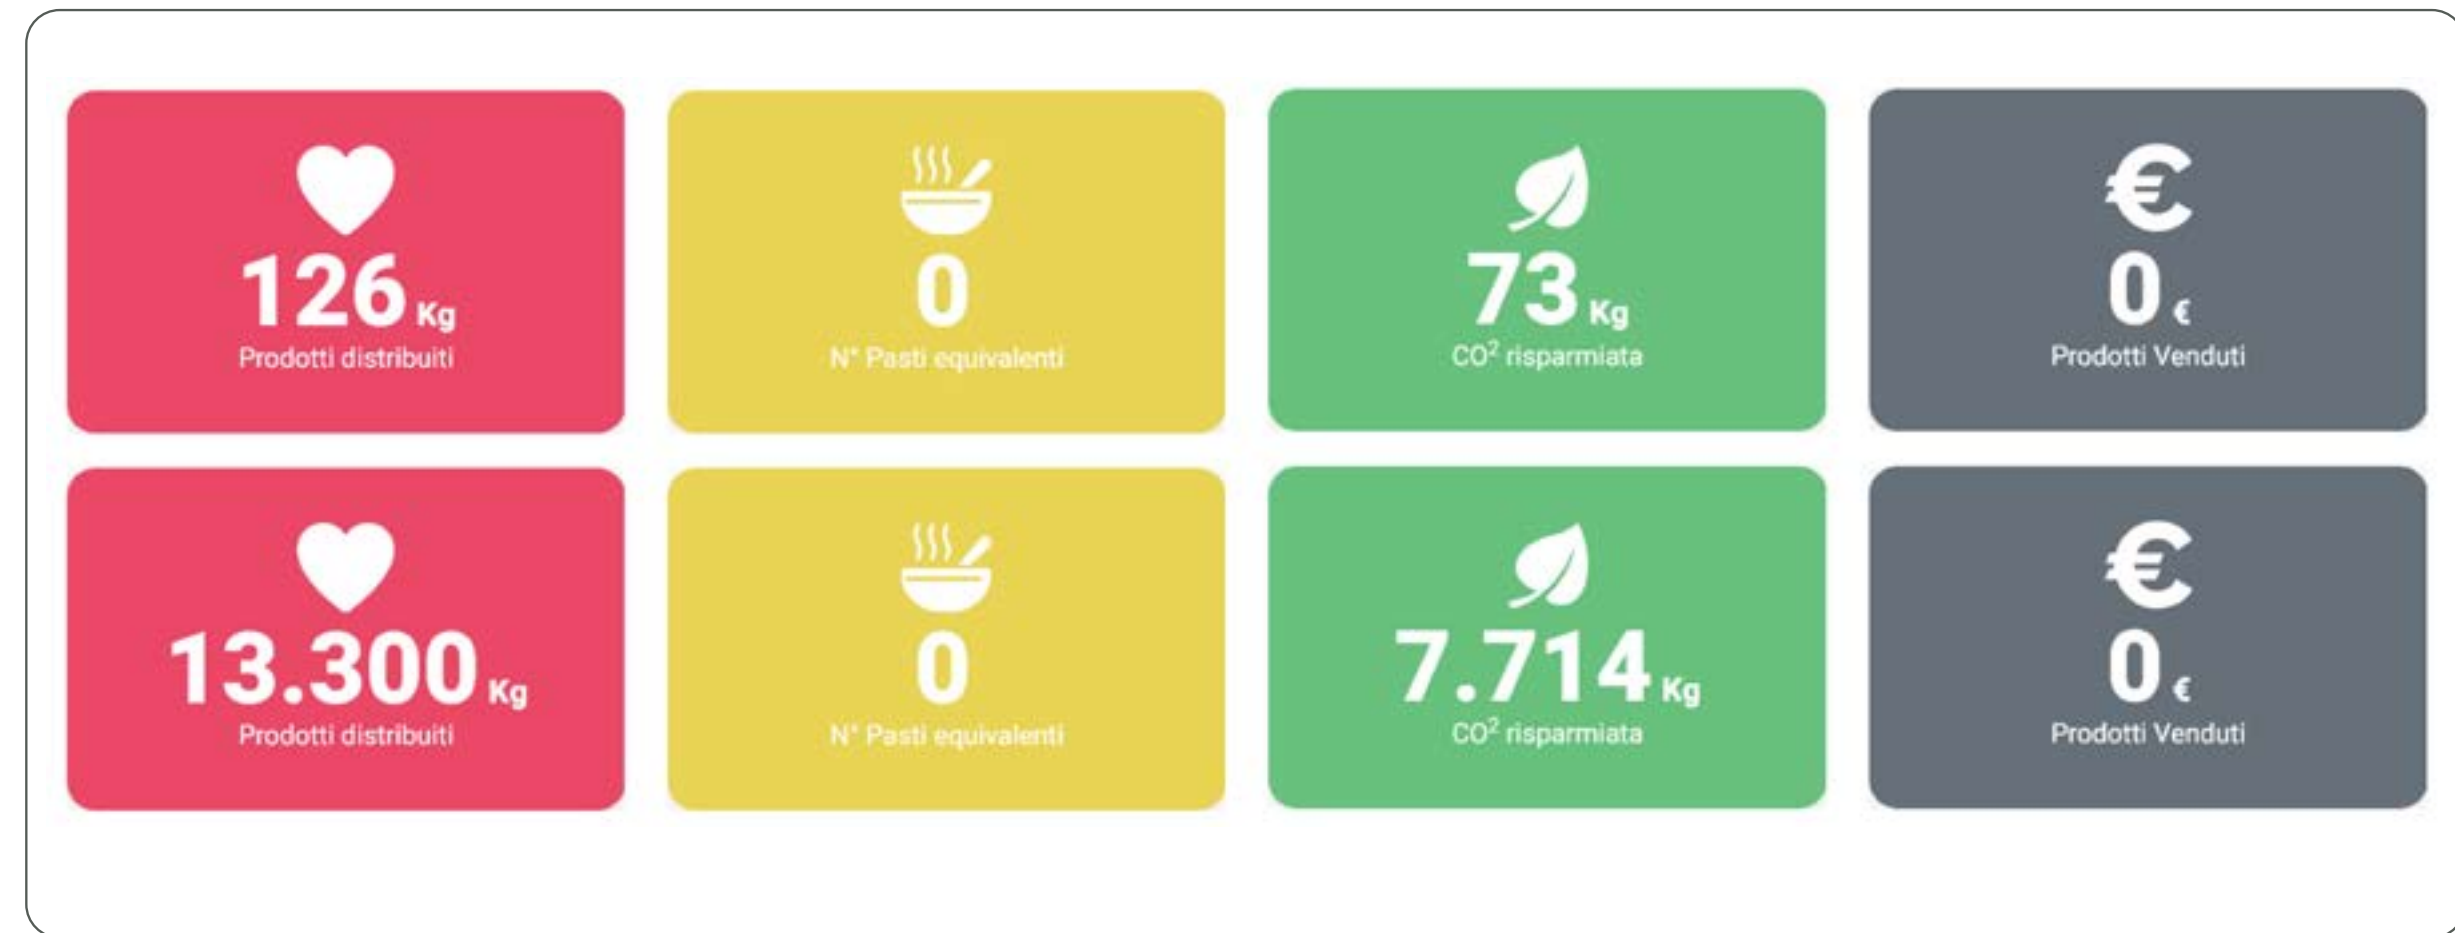 126 Kg
Prodotti distribuiti
0
N° Pasti equivalenti
73 Kg
CO² risparmiata
€
0 €
Prodotti Venduti
13.300 Kg
Prodotti distribuiti
0
N° Pasti equivalenti
7.714 Kg
CO² risparmiata
€
0 €
Prodotti Venduti